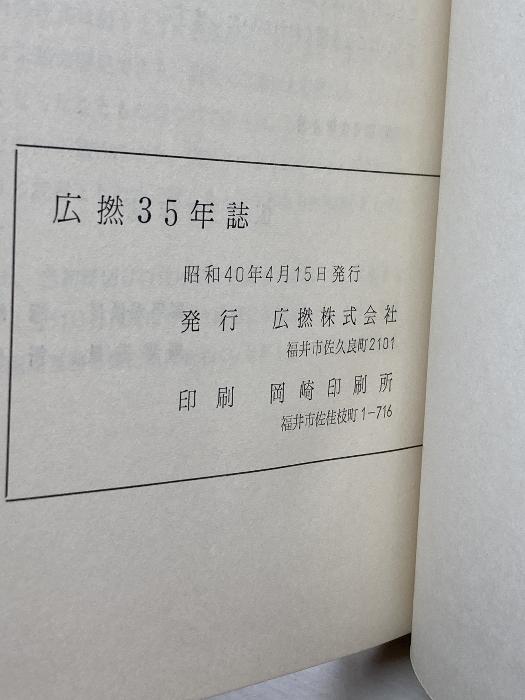 広撚35年誌
昭和40年4月15日発行
発行 広撚株式会社
福井市佐久良町2101
印刷 岡崎印刷所
福井市佐佳枝町1-716